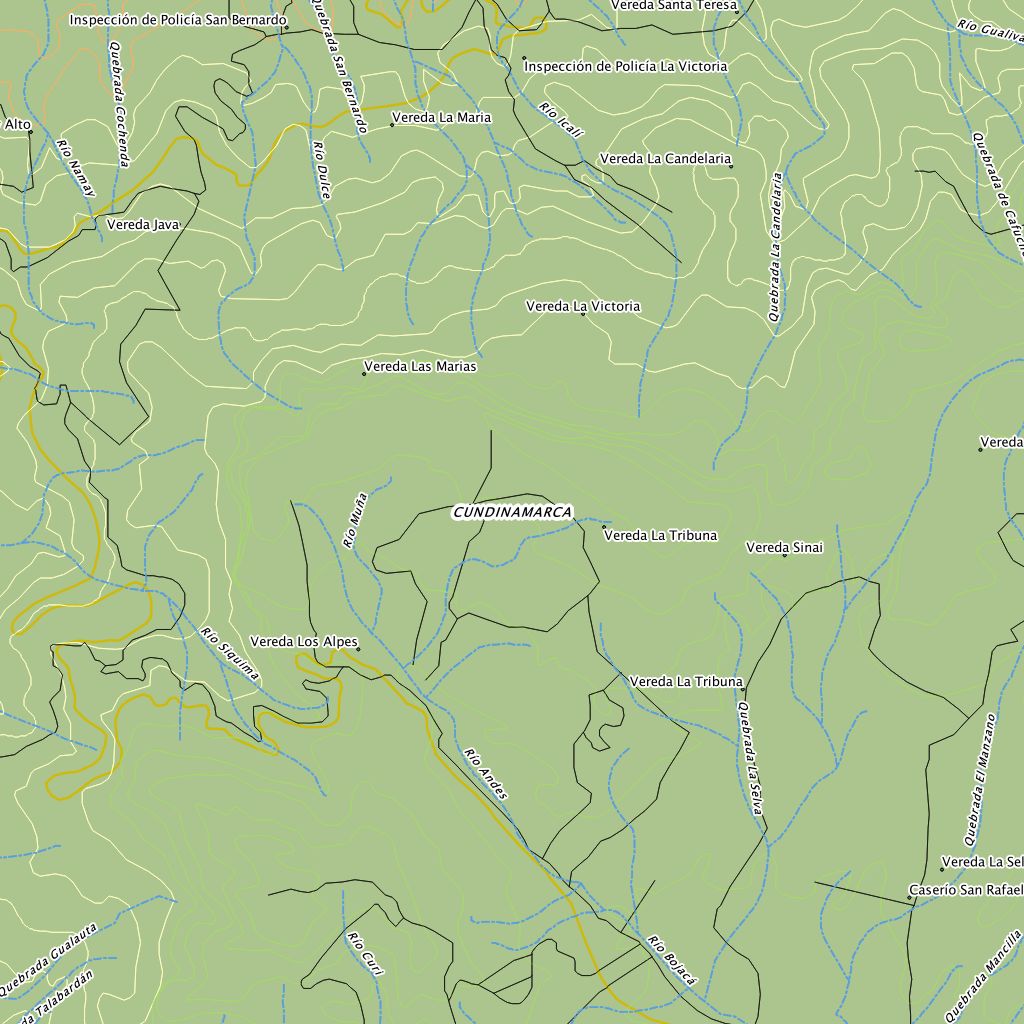 Vereda Santa Teresa
Inspección de Policía San Bernardo
Quebrada San Bernardo
Río Gualiva
Quebrada Cochenda
Inspección de Policía La Victoria
Río Icalí
Vereda La Maria
Alto
Río Namay
Río Dulce
Vereda La Candelaria
Quebrada de Cafuche
Quebrada La Candelaria
Vereda Java
Vereda La Victoria
Vereda Las Marias
Vereda
Río Muña
CUNDINAMARCA
Vereda La Tribuna
Vereda Sinai
Río Siquima
Vereda Los Alpes
Vereda La Tribuna
Quebrada La Selva
Quebrada El Manzano
Río Andes
Vereda La Sel
Caserío San Rafael
Quebrada Gualauta
Río Curí
Río Bojacá
Quebrada Mancilla
da Talabardán